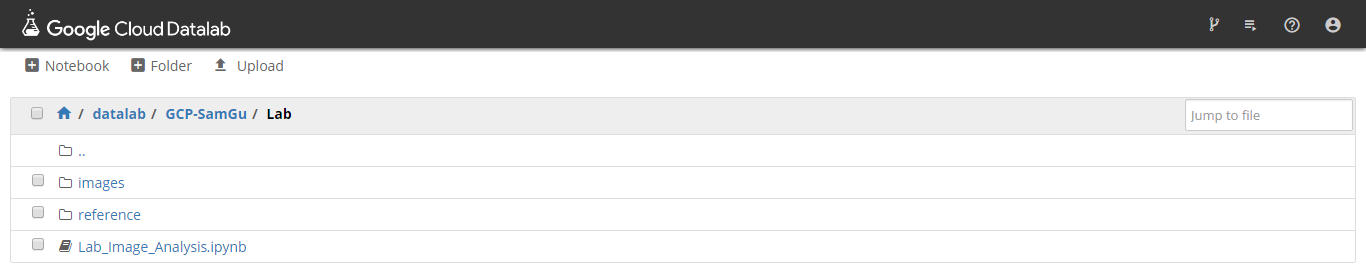 Google Cloud Datalab
Notebook Folder Upload
/ datalab / GCP-SamGu / Lab Jump to file
..
images
reference
Lab_Image_Analysis.ipynb